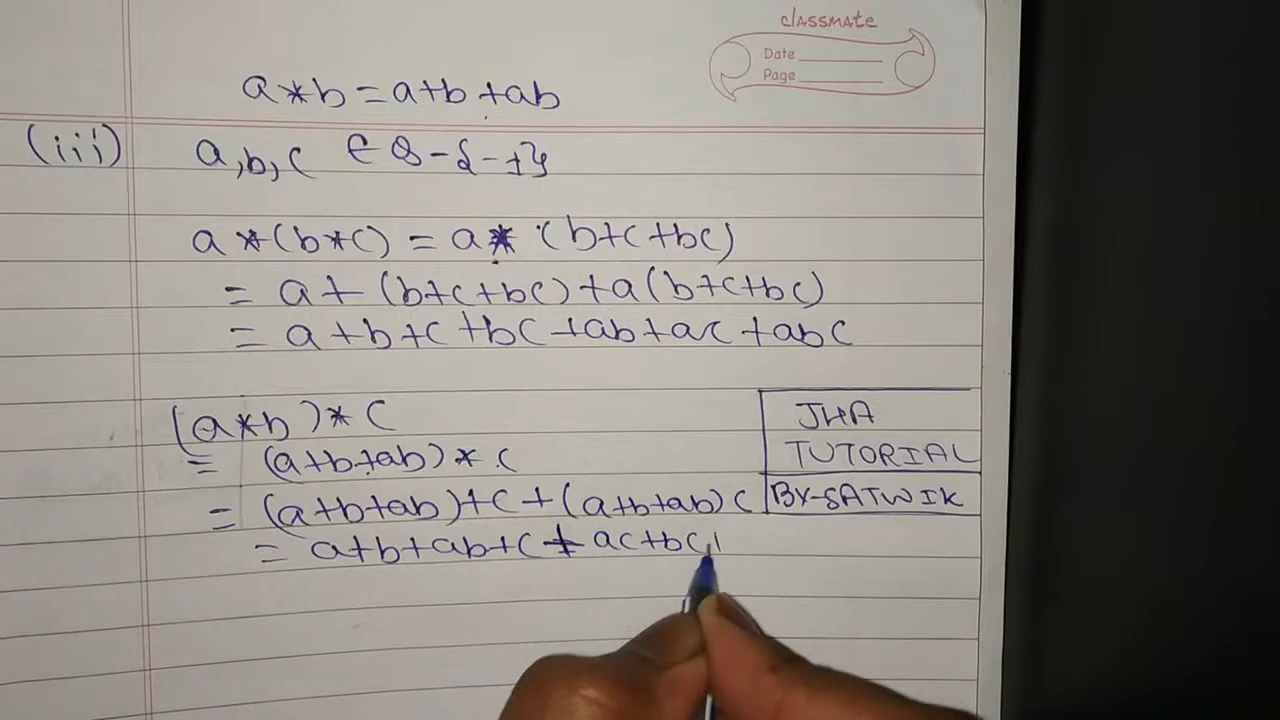 classmate
Date
Page
a*b=a+b+ab
(iii) a,b,c ∈ Q-{-1}
a*(b*c) = a* (b+c+bc)
= a+ (b+c+bc)+a(b+c+bc)
= a+b+c+bc+ab+ac+abc
(a*b)*c
= (a+b+ab)*c
= (a+b+ab)+c+(a+b+ab)c
= a+b+ab+c+ac+bc
JHA
TUTORIAL
BY-SATWIK